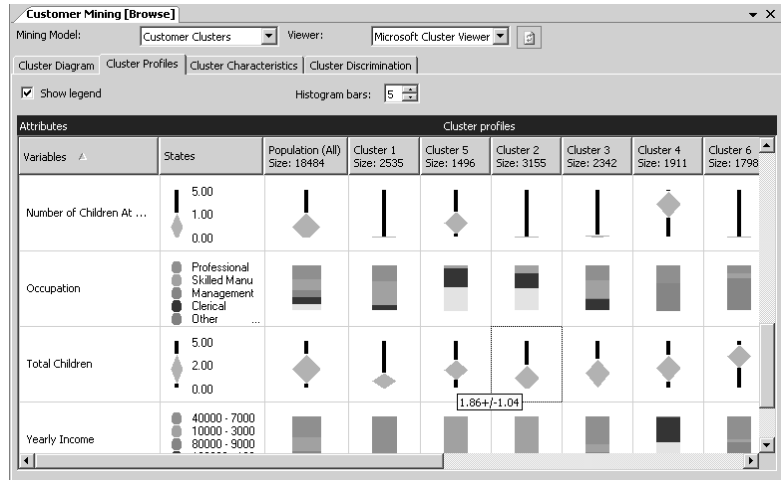 Customer Mining [Browse]
Mining Model: Customer Clusters Viewer: Microsoft Cluster Viewer
Cluster Diagram Cluster Profiles Cluster Characteristics Cluster Discrimination
Show legend Histogram bars: 5
Attributes Cluster profiles
Variables States Population (All) Size: 18484 Cluster 1 Size: 2535 Cluster 5 Size: 1496 Cluster 2 Size: 3155 Cluster 3 Size: 2342 Cluster 4 Size: 1911 Cluster 6 Size: 1798
5.00
Number of Children At ... 1.00
0.00
Professional
Skilled Manu
Occupation Management
Clerical
Other ...
5.00
Total Children 2.00
0.00
1.86+/-1.04
40000 - 7000
10000 - 3000
Yearly Income 80000 - 9000